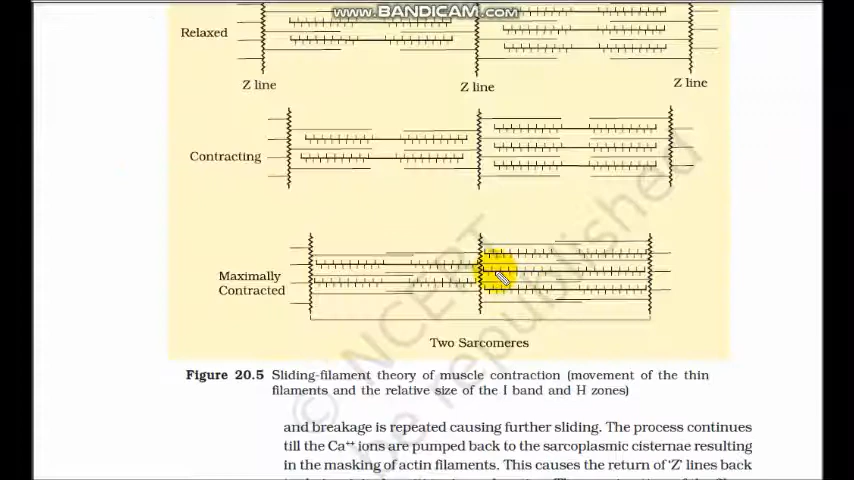 www.BANDICAM.com
Relaxed
Z line
Z line
Z line
Contracting
Maximally
Contracted
Two Sarcomeres
© NCERT
be republished
Figure 20.5 Sliding-filament theory of muscle contraction (movement of the thin
filaments and the relative size of the I band and H zones)
and breakage is repeated causing further sliding. The process continues
till the Ca⁺⁺ ions are pumped back to the sarcoplasmic cisternae resulting
in the masking of actin filaments. This causes the return of 'Z' lines back